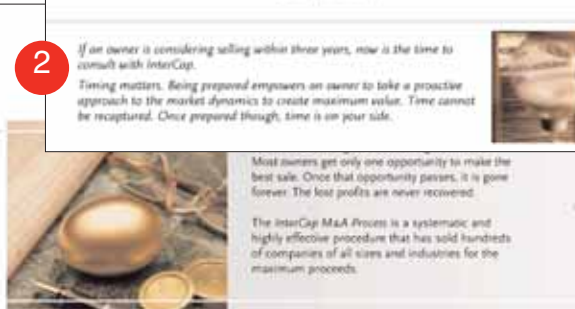 2
If an owner is considering selling within three years, now is the time to
consult with InterCap.
Timing matters. Being prepared empowers an owner to take a proactive
approach to the market dynamics to create maximum value. Time cannot
be recaptured. Once prepared though, time is on your side.
Most owners get only one opportunity to make the
best sale. Once that opportunity passes, it is gone
forever. The lost profits are never recovered.
The InterCap M&A Process is a systematic and
highly effective procedure that has sold hundreds
of companies of all sizes and industries for the
maximum proceeds.